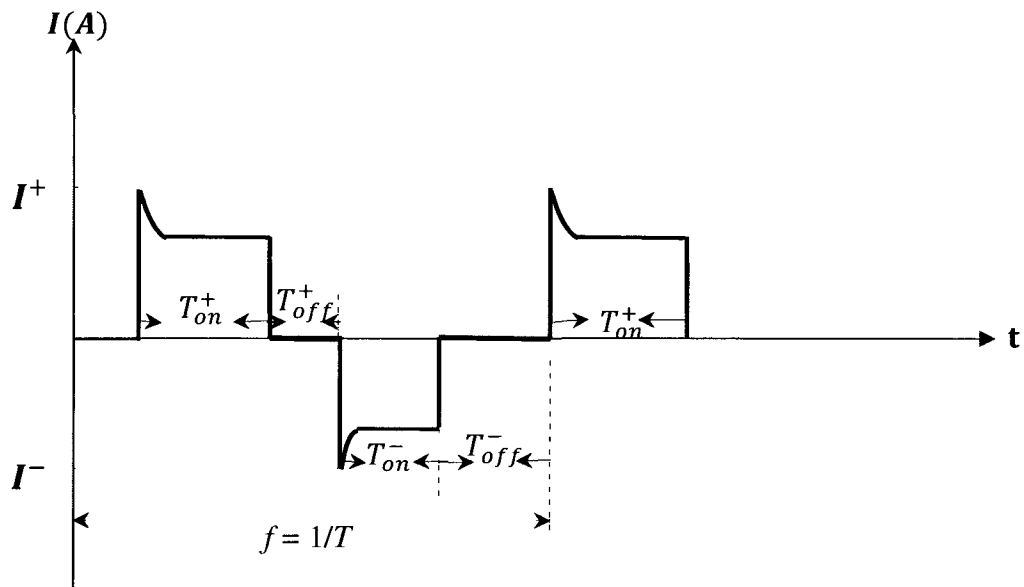 I(A)
I⁺
T⁺on T⁺off T⁺on
t
T⁻on T⁻off
I⁻
f = 1/T